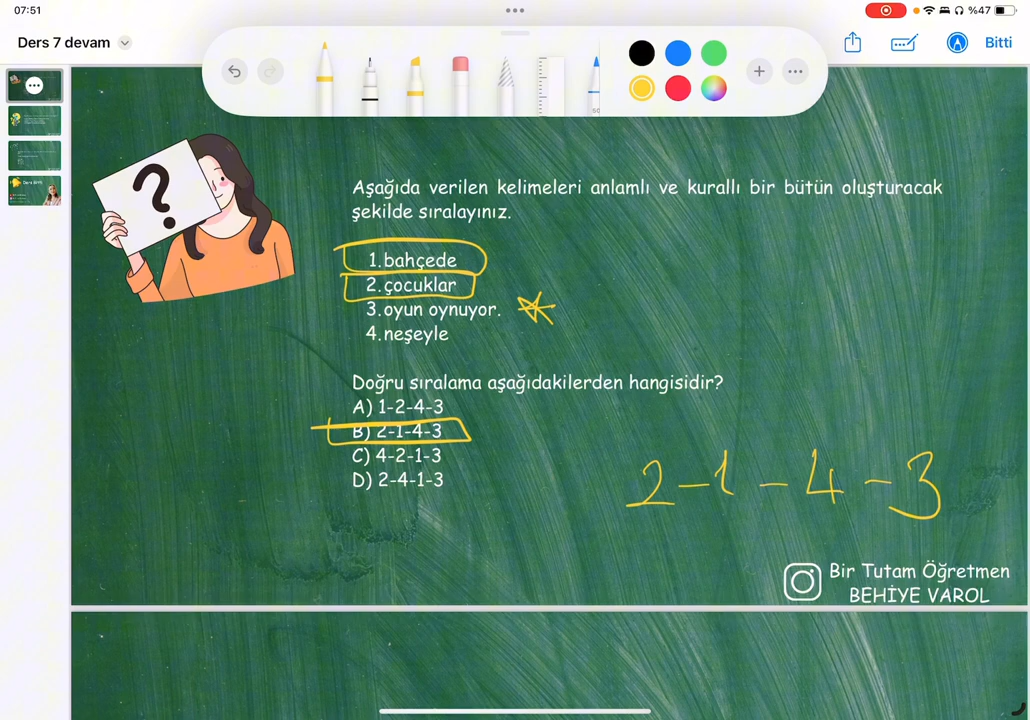 07:51
%47
Ders 7 devam
Bitti
?
Aşağıda verilen kelimeleri anlamlı ve kurallı bir bütün oluşturacak
şekilde sıralayınız.
1.bahçede
2.çocuklar
3.oyun oynuyor.
4.neşeyle
Doğru sıralama aşağıdakilerden hangisidir?
A) 1-2-4-3
B) 2-1-4-3
C) 4-2-1-3
D) 2-4-1-3
2-1-4-3
Bir Tutam Öğretmen
BEHİYE VAROL